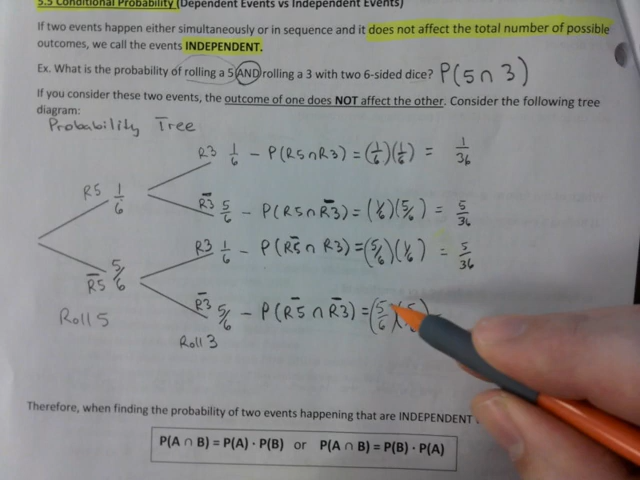 5.5 Conditional Probability (Dependent Events vs Independent Events)
If two events happen either simultaneously or in sequence and it does not affect the total number of possible
outcomes, we call the events INDEPENDENT.
Ex. What is the probability of rolling a 5 AND rolling a 3 with two 6-sided dice? P(5 ∩ 3)
If you consider these two events, the outcome of one does NOT affect the other. Consider the following tree
diagram:
Probability Tree
R3 1/6 – P(R5 ∩ R3) = (1/6)(1/6) = 1/36
R5 1/6
R̄3̄ 5/6 – P(R5 ∩ R̄3̄) = (1/6)(5/6) = 5/36
R3 1/6 – P(R̄5̄ ∩ R3) = (5/6)(1/6) = 5/36
R̄5̄ 5/6
R̄3̄ 5/6 – P(R̄5̄ ∩ R̄3̄) = (5/6)(
Roll 5
Roll 3
Therefore, when finding the probability of two events happening that are INDEPENDENT
P(A ∩ B) = P(A) · P(B) or P(A ∩ B) = P(B) · P(A)